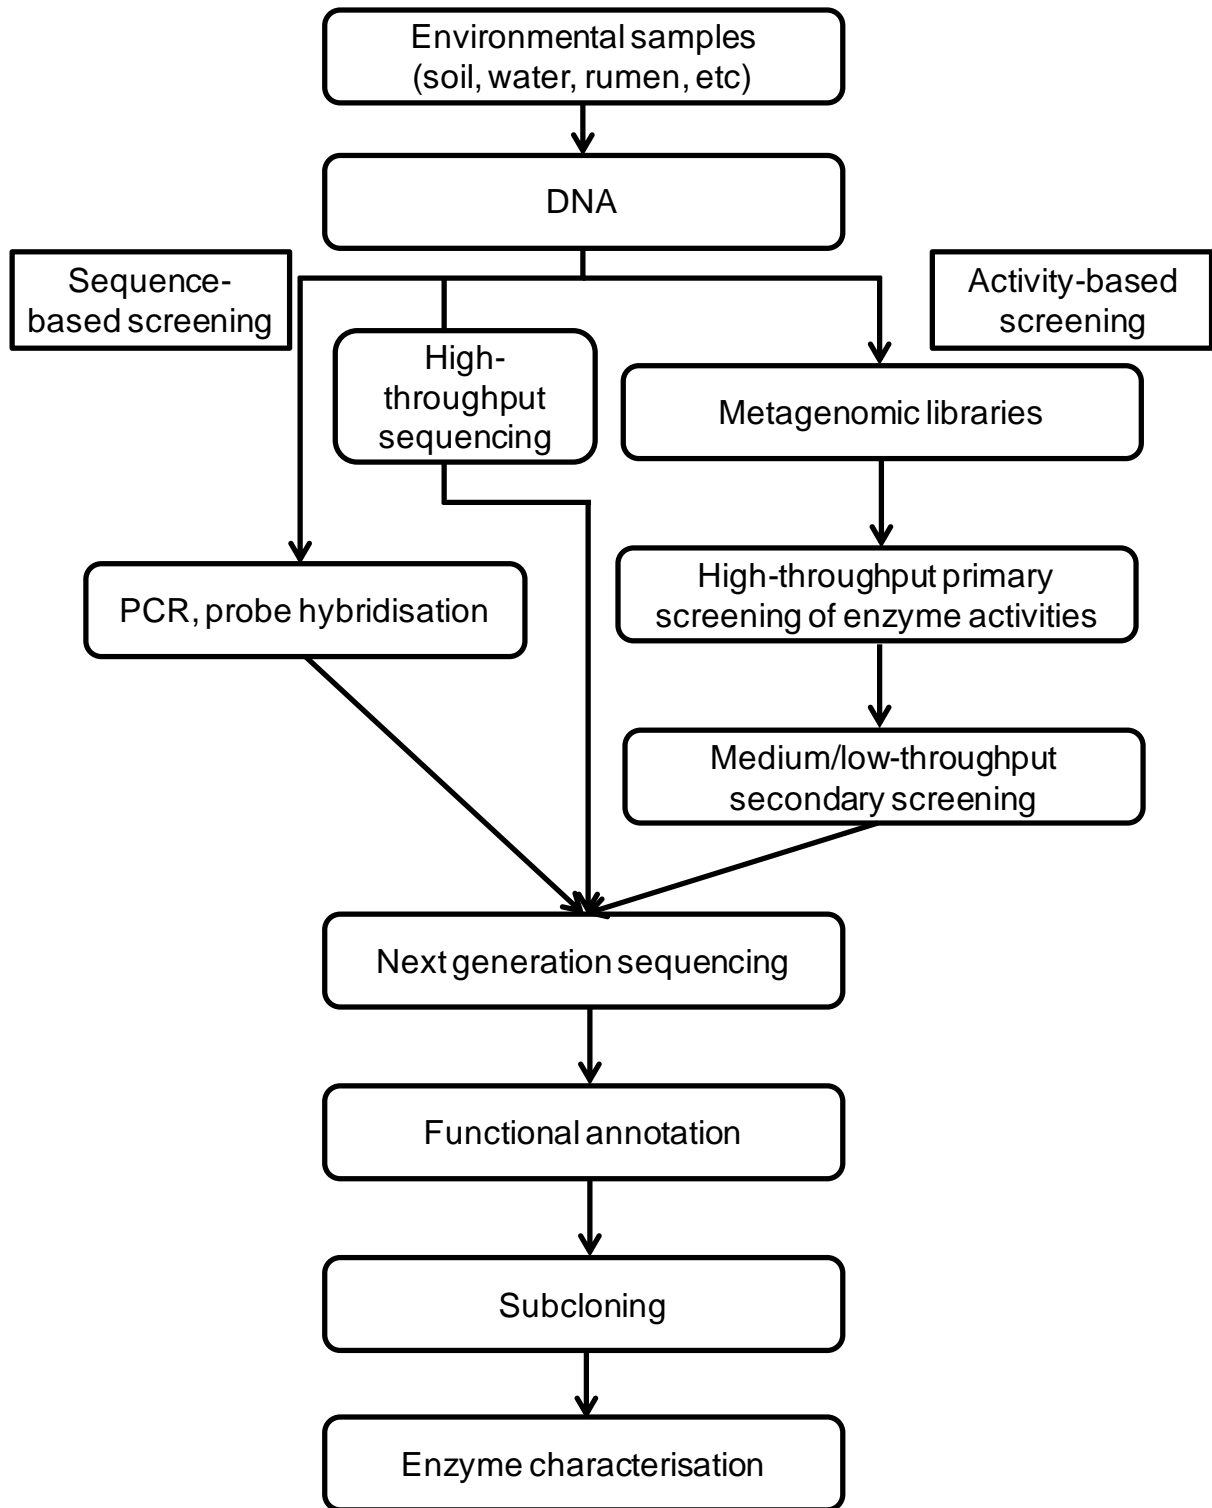 Environmental samples
(soil, water, rumen, etc)
DNA
Sequence-
based screening
Activity-based
screening
High-
throughput
sequencing
Metagenomic libraries
PCR, probe hybridisation
High-throughput primary
screening of enzyme activities
Medium/low-throughput
secondary screening
Next generation sequencing
Functional annotation
Subcloning
Enzyme characterisation